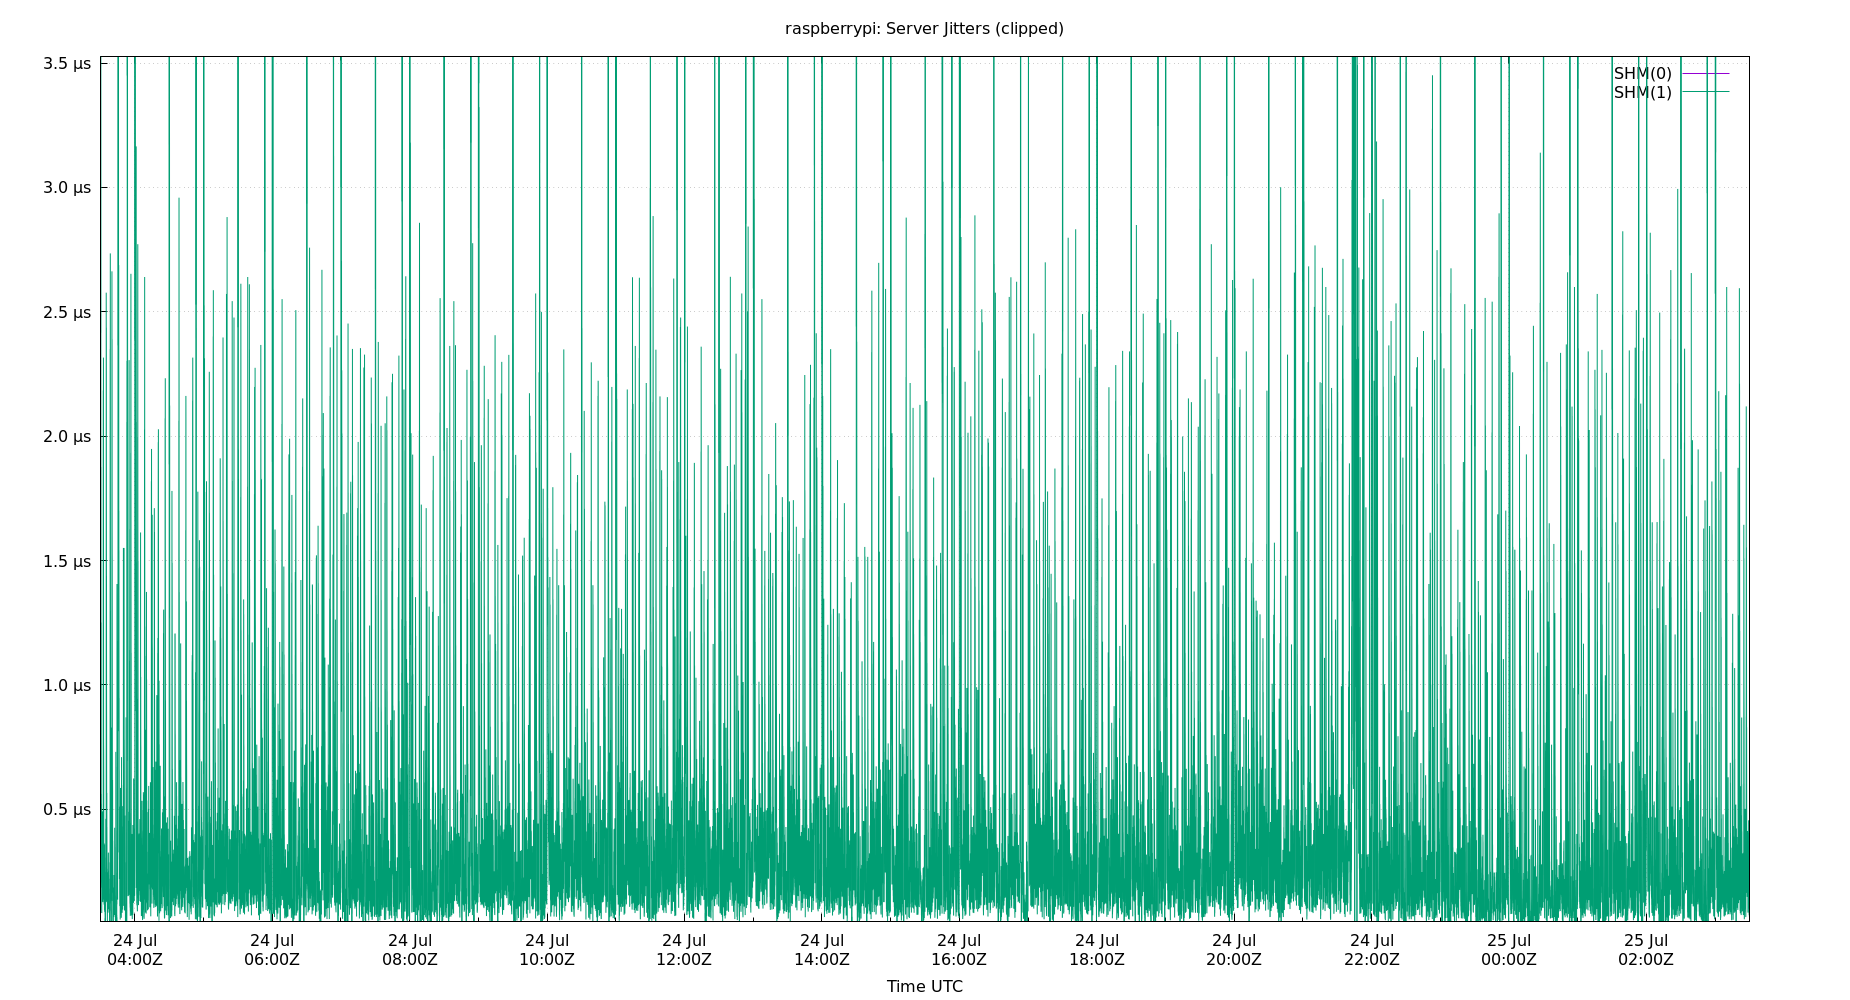 raspberrypi: Server Jitters (clipped)
3.5 µs
3.0 µs
2.5 µs
2.0 µs
1.5 µs
1.0 µs
0.5 µs
SHM(0)
SHM(1)
24 Jul 24 Jul 24 Jul 24 Jul 24 Jul 24 Jul 24 Jul 24 Jul 24 Jul 24 Jul 25 Jul 25 Jul
04:00Z 06:00Z 08:00Z 10:00Z 12:00Z 14:00Z 16:00Z 18:00Z 20:00Z 22:00Z 00:00Z 02:00Z
Time UTC